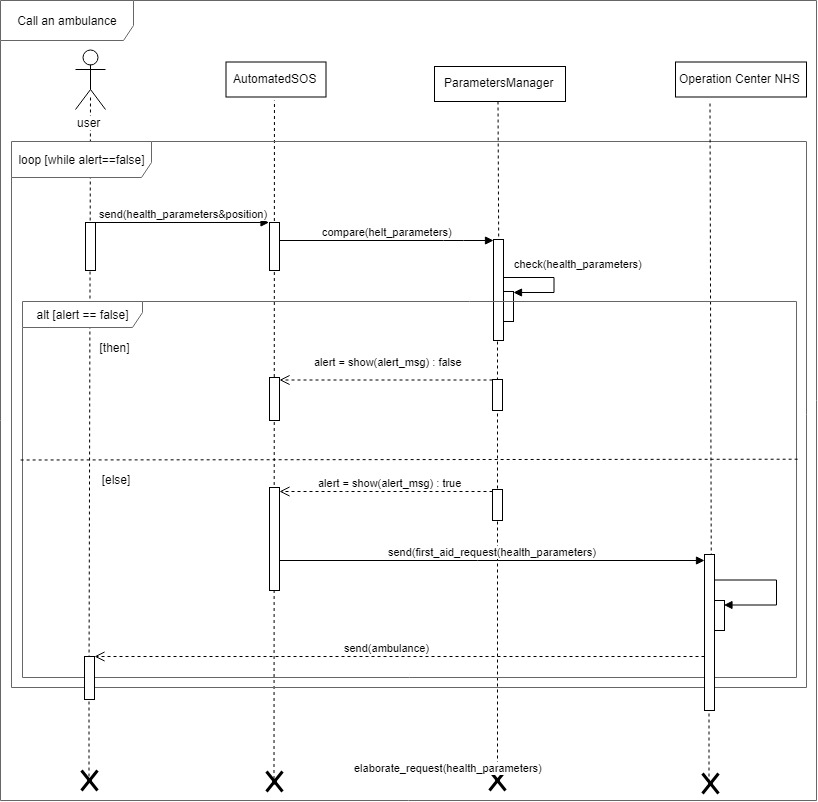 Call an ambulance
AutomatedSOS
ParametersManager
Operation Center NHS
user
loop [while alert==false]
send(health_parameters&position)
compare(helt_parameters)
check(health_parameters)
alt [alert == false]
[then]
alert = show(alert_msg) : false
[else]
alert = show(alert_msg) : true
send(first_aid_request(health_parameters)
send(ambulance)
elaborate_request(health_parameters)